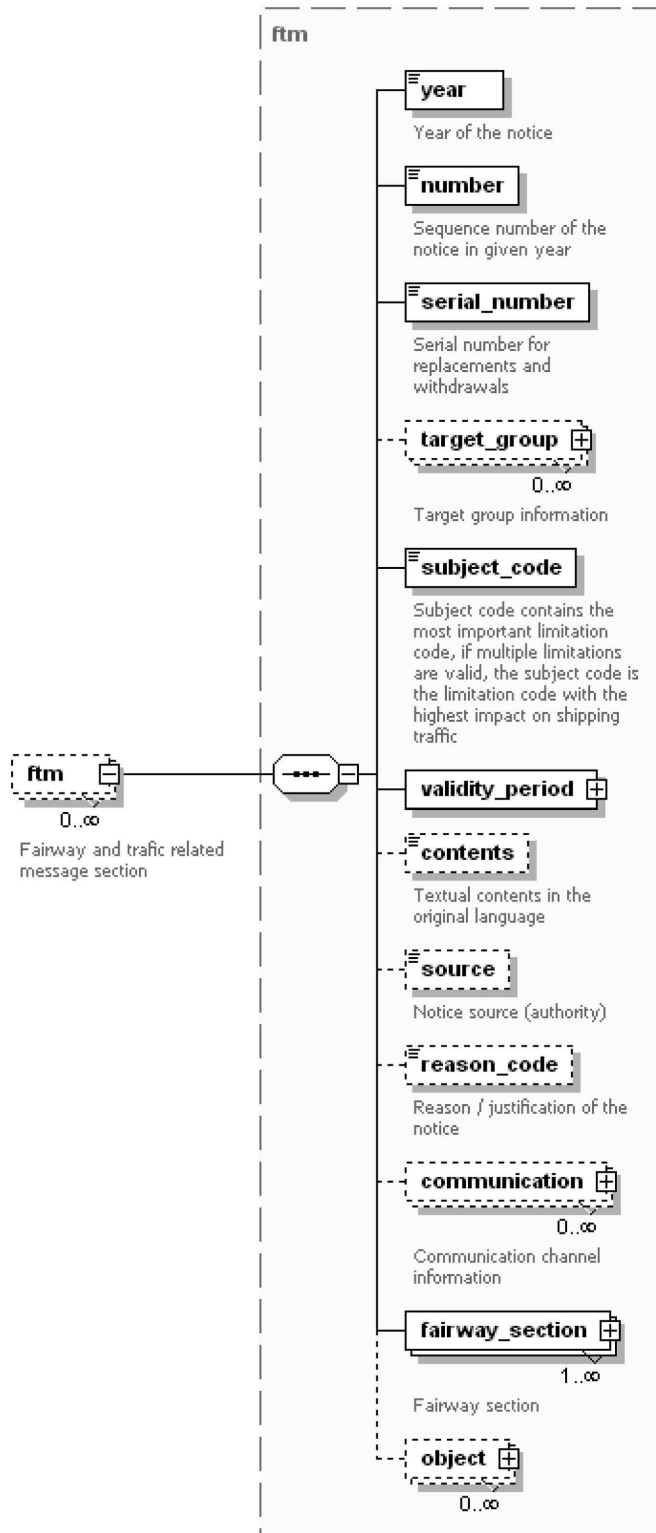 ftm
year
Year of the notice
number
Sequence number of the
notice in given year
serial_number
Serial number for
replacements and
withdrawals
target_group
0..∞
Target group information
subject_code
Subject code contains the
most important limitation
code, if multiple limitations
are valid, the subject code is
the limitation code with the
highest impact on shipping
traffic
ftm
0..∞
Fairway and trafic related
message section
validity_period
contents
Textual contents in the
original language
source
Notice source (authority)
reason_code
Reason / justification of the
notice
communication
0..∞
Communication channel
information
fairway_section
1..∞
Fairway section
object
0..∞